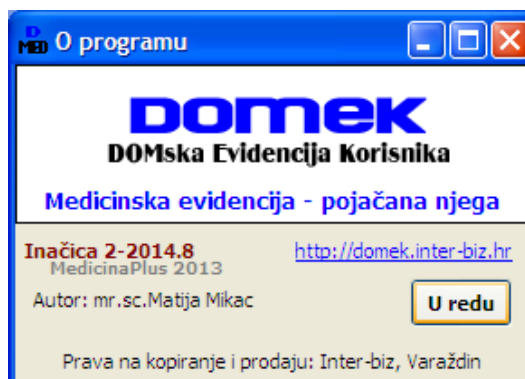 D
MED O programu
DOMEK
DOMska Evidencija Korisnika
Medicinska evidencija - pojačana njega
Inačica 2-2014.8 http://domek.inter-biz.hr
MedicinaPlus 2013
Autor: mr.sc.Matija Mikac U redu
Prava na kopiranje i prodaju: Inter-biz, Varaždin